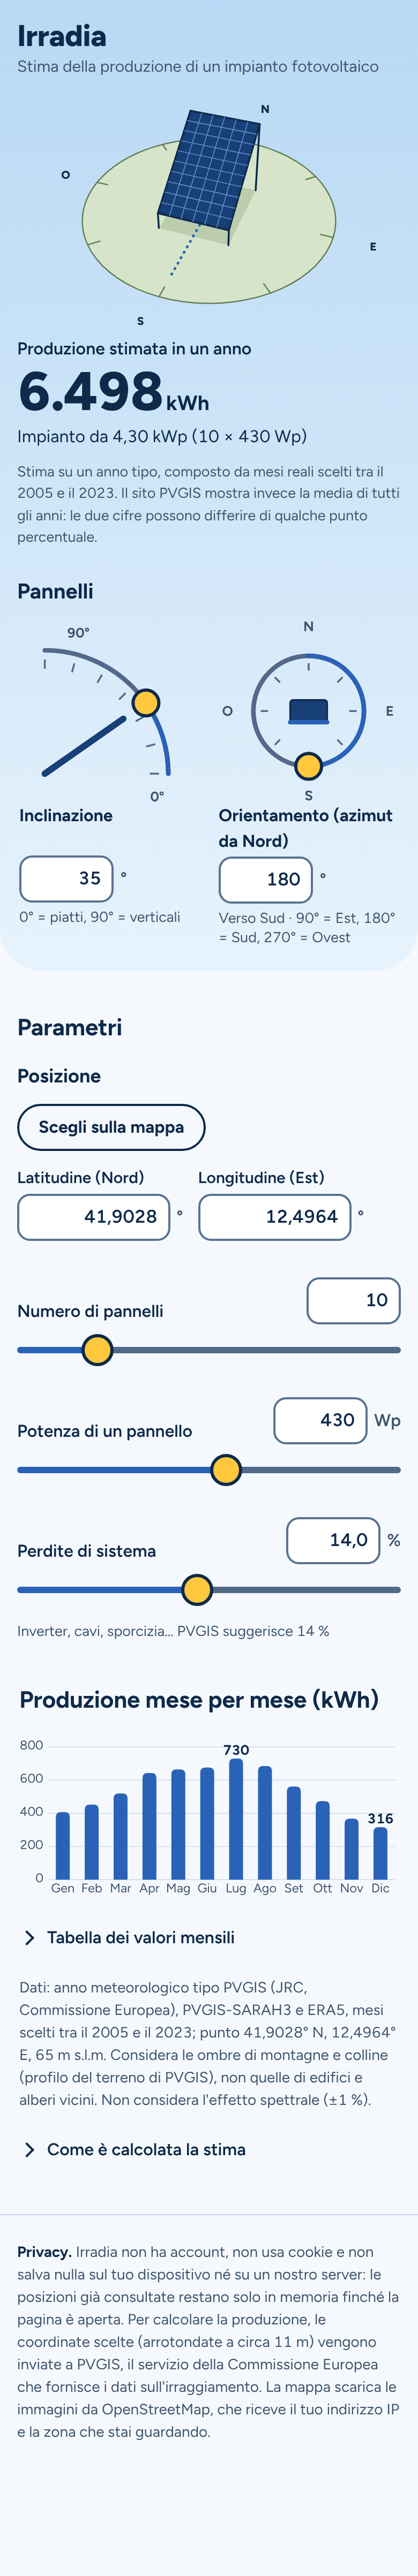 Irradia
Stima della produzione di un impianto fotovoltaico
N
O
E
S
Produzione stimata in un anno
6.498 kWh
Impianto da 4,30 kWp (10 × 430 Wp)
Stima su un anno tipo, composto da mesi reali scelti tra il
2005 e il 2023. Il sito PVGIS mostra invece la media di tutti
gli anni: le due cifre possono differire di qualche punto
percentuale.
Pannelli
90°
0°
N
O
E
S
Inclinazione
35 °
0° = piatti, 90° = verticali
Orientamento (azimut
da Nord)
180 °
Verso Sud · 90° = Est, 180°
= Sud, 270° = Ovest
Parametri
Posizione
Scegli sulla mappa
Latitudine (Nord)
41,9028 °
Longitudine (Est)
12,4964 °
Numero di pannelli
10
Potenza di un pannello
430 Wp
Perdite di sistema
14,0 %
Inverter, cavi, sporcizia… PVGIS suggerisce 14 %
Produzione mese per mese (kWh)
800
600
400
200
0
730
316
Gen Feb Mar Apr Mag Giu Lug Ago Set Ott Nov Dic
Tabella dei valori mensili
Dati: anno meteorologico tipo PVGIS (JRC,
Commissione Europea), PVGIS-SARAH3 e ERA5, mesi
scelti tra il 2005 e il 2023; punto 41,9028° N, 12,4964°
E, 65 m s.l.m. Considera le ombre di montagne e colline
(profilo del terreno di PVGIS), non quelle di edifici e
alberi vicini. Non considera l'effetto spettrale (±1 %).
Come è calcolata la stima
Privacy. Irradia non ha account, non usa cookie e non
salva nulla sul tuo dispositivo né su un nostro server: le
posizioni già consultate restano solo in memoria finché la
pagina è aperta. Per calcolare la produzione, le
coordinate scelte (arrotondate a circa 11 m) vengono
inviate a PVGIS, il servizio della Commissione Europea
che fornisce i dati sull'irraggiamento. La mappa scarica le
immagini da OpenStreetMap, che riceve il tuo indirizzo IP
e la zona che stai guardando.